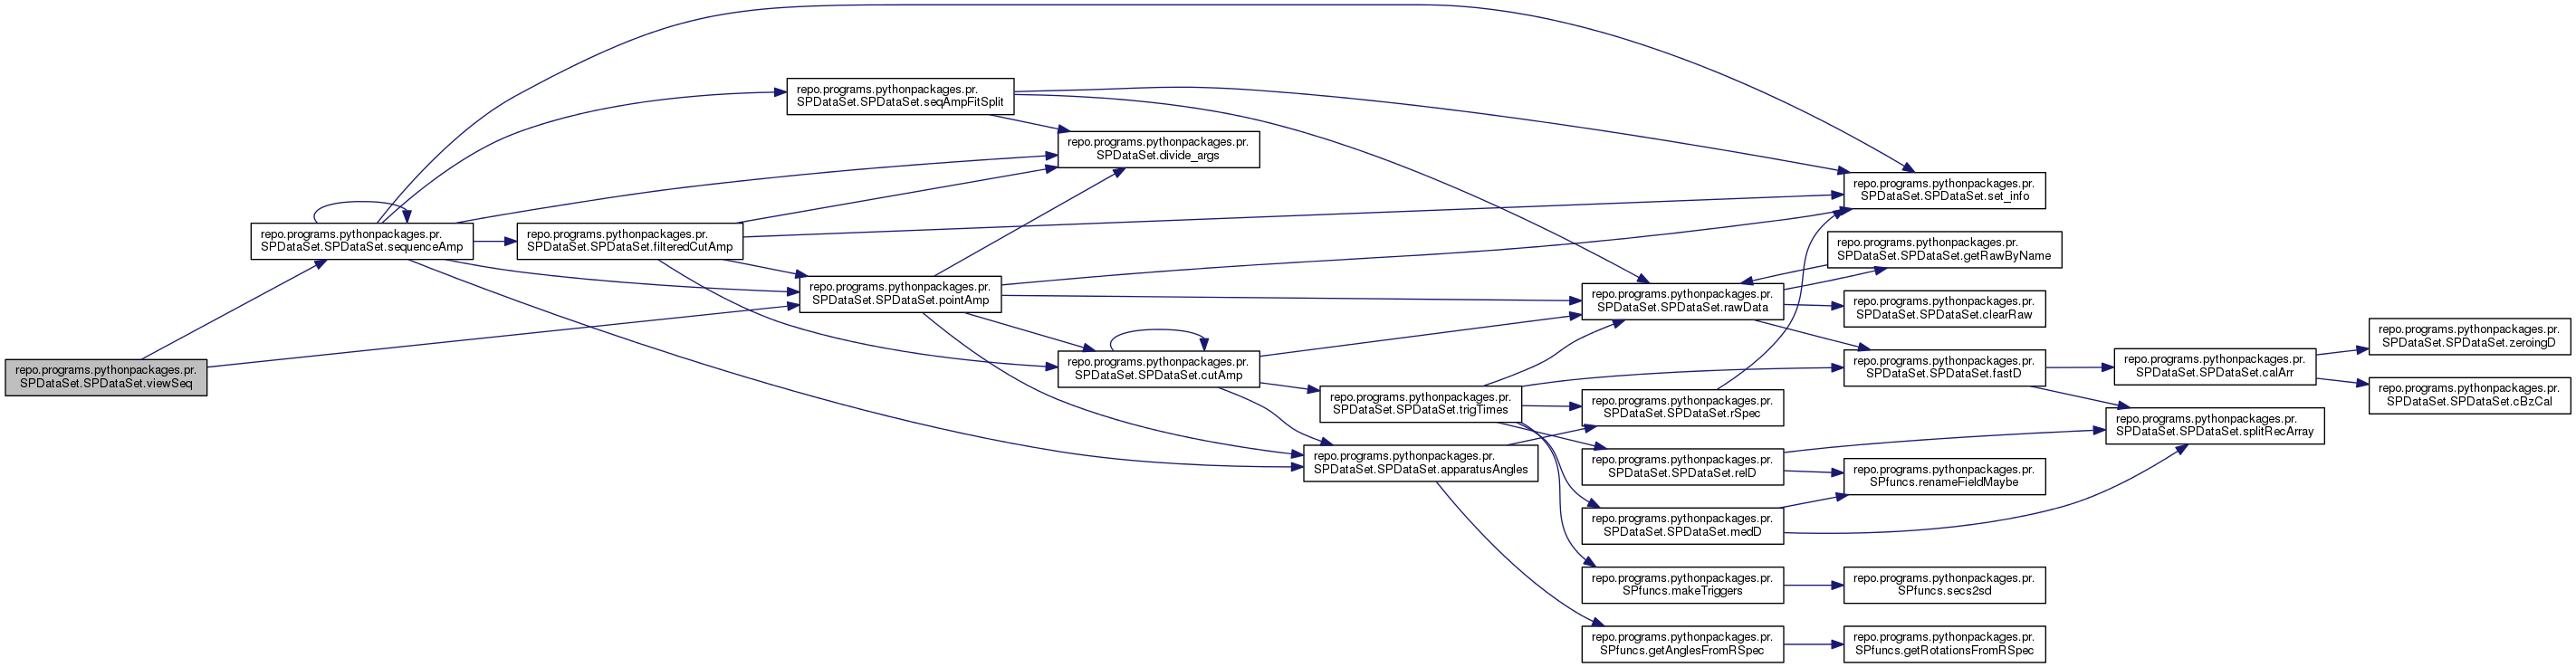 repo.programs.pythonpackages.pr.
SPDataSet.SPDataSet.viewSeq
repo.programs.pythonpackages.pr.
SPDataSet.SPDataSet.sequenceAmp
repo.programs.pythonpackages.pr.
SPDataSet.SPDataSet.filteredCutAmp
repo.programs.pythonpackages.pr.
SPDataSet.SPDataSet.seqAmpFitSplit
repo.programs.pythonpackages.pr.
SPDataSet.SPDataSet.pointAmp
repo.programs.pythonpackages.pr.
SPDataSet.divide_args
repo.programs.pythonpackages.pr.
SPDataSet.SPDataSet.cutAmp
repo.programs.pythonpackages.pr.
SPDataSet.SPDataSet.trigTimes
repo.programs.pythonpackages.pr.
SPDataSet.SPDataSet.apparatusAngles
repo.programs.pythonpackages.pr.
SPDataSet.SPDataSet.rawData
repo.programs.pythonpackages.pr.
SPDataSet.SPDataSet.rSpec
repo.programs.pythonpackages.pr.
SPDataSet.SPDataSet.relD
repo.programs.pythonpackages.pr.
SPDataSet.SPDataSet.medD
repo.programs.pythonpackages.pr.
SPfuncs.makeTriggers
repo.programs.pythonpackages.pr.
SPfuncs.getAnglesFromRSpec
repo.programs.pythonpackages.pr.
SPDataSet.SPDataSet.set_info
repo.programs.pythonpackages.pr.
SPDataSet.SPDataSet.getRawByName
repo.programs.pythonpackages.pr.
SPDataSet.SPDataSet.clearRaw
repo.programs.pythonpackages.pr.
SPDataSet.SPDataSet.fastD
repo.programs.pythonpackages.pr.
SPfuncs.renameFieldMaybe
repo.programs.pythonpackages.pr.
SPfuncs.secs2sd
repo.programs.pythonpackages.pr.
SPfuncs.getRotationsFromRSpec
repo.programs.pythonpackages.pr.
SPDataSet.SPDataSet.calArr
repo.programs.pythonpackages.pr.
SPDataSet.SPDataSet.splitRecArray
repo.programs.pythonpackages.pr.
SPDataSet.SPDataSet.zeroingD
repo.programs.pythonpackages.pr.
SPDataSet.SPDataSet.cBzCal